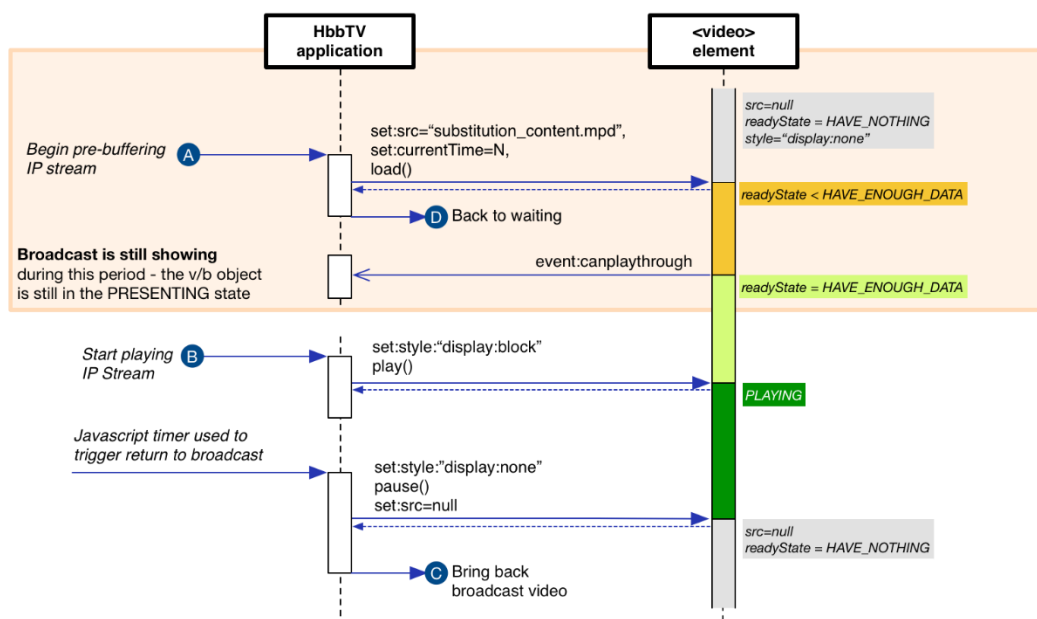 HbbTV
application
<video>
element
src=null
readyState = HAVE_NOTHING
style="display:none"
set:src=“substitution_content.mpd”,
set:currentTime=N,
load()
Begin pre-buffering
IP stream
A
readyState < HAVE_ENOUGH_DATA
D Back to waiting
Broadcast is still showing
during this period - the v/b object
is still in the PRESENTING state
event:canplaythrough
readyState = HAVE_ENOUGH_DATA
Start playing
IP Stream
B
set:style:“display:block”
play()
PLAYING
Javascript timer used to
trigger return to broadcast
set:style:”display:none”
pause()
set:src=null
src=null
readyState = HAVE_NOTHING
C Bring back
broadcast video